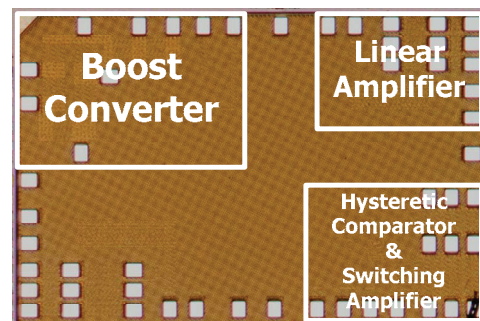 Boost
Converter
Linear
Amplifier
Hysteretic
Comparator
&
Switching
Amplifier